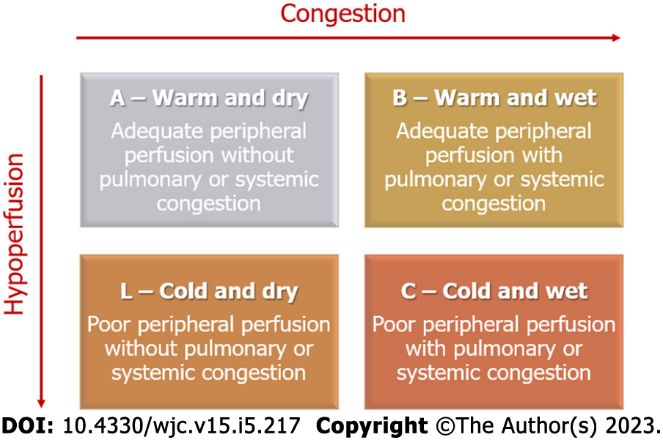 Congestion
Hypoperfusion
A – Warm and dry
Adequate peripheral
perfusion without
pulmonary or systemic
congestion
B – Warm and wet
Adequate peripheral
perfusion with
pulmonary or systemic
congestion
L – Cold and dry
Poor peripheral perfusion
without pulmonary or
systemic congestion
C – Cold and wet
Poor peripheral perfusion
with pulmonary or
systemic congestion
DOI: 10.4330/wjc.v15.i5.217 Copyright ©The Author(s) 2023.